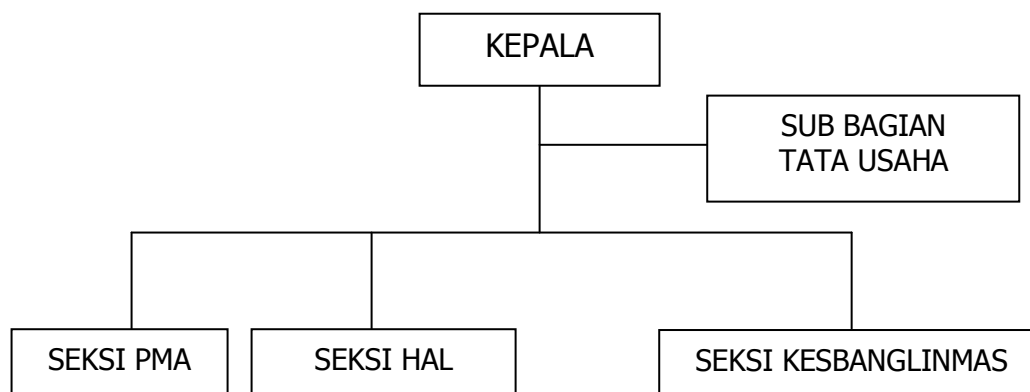 KEPALA
SUB BAGIAN
TATA USAHA
SEKSI PMA
SEKSI HAL
SEKSI KESBANGLINMAS